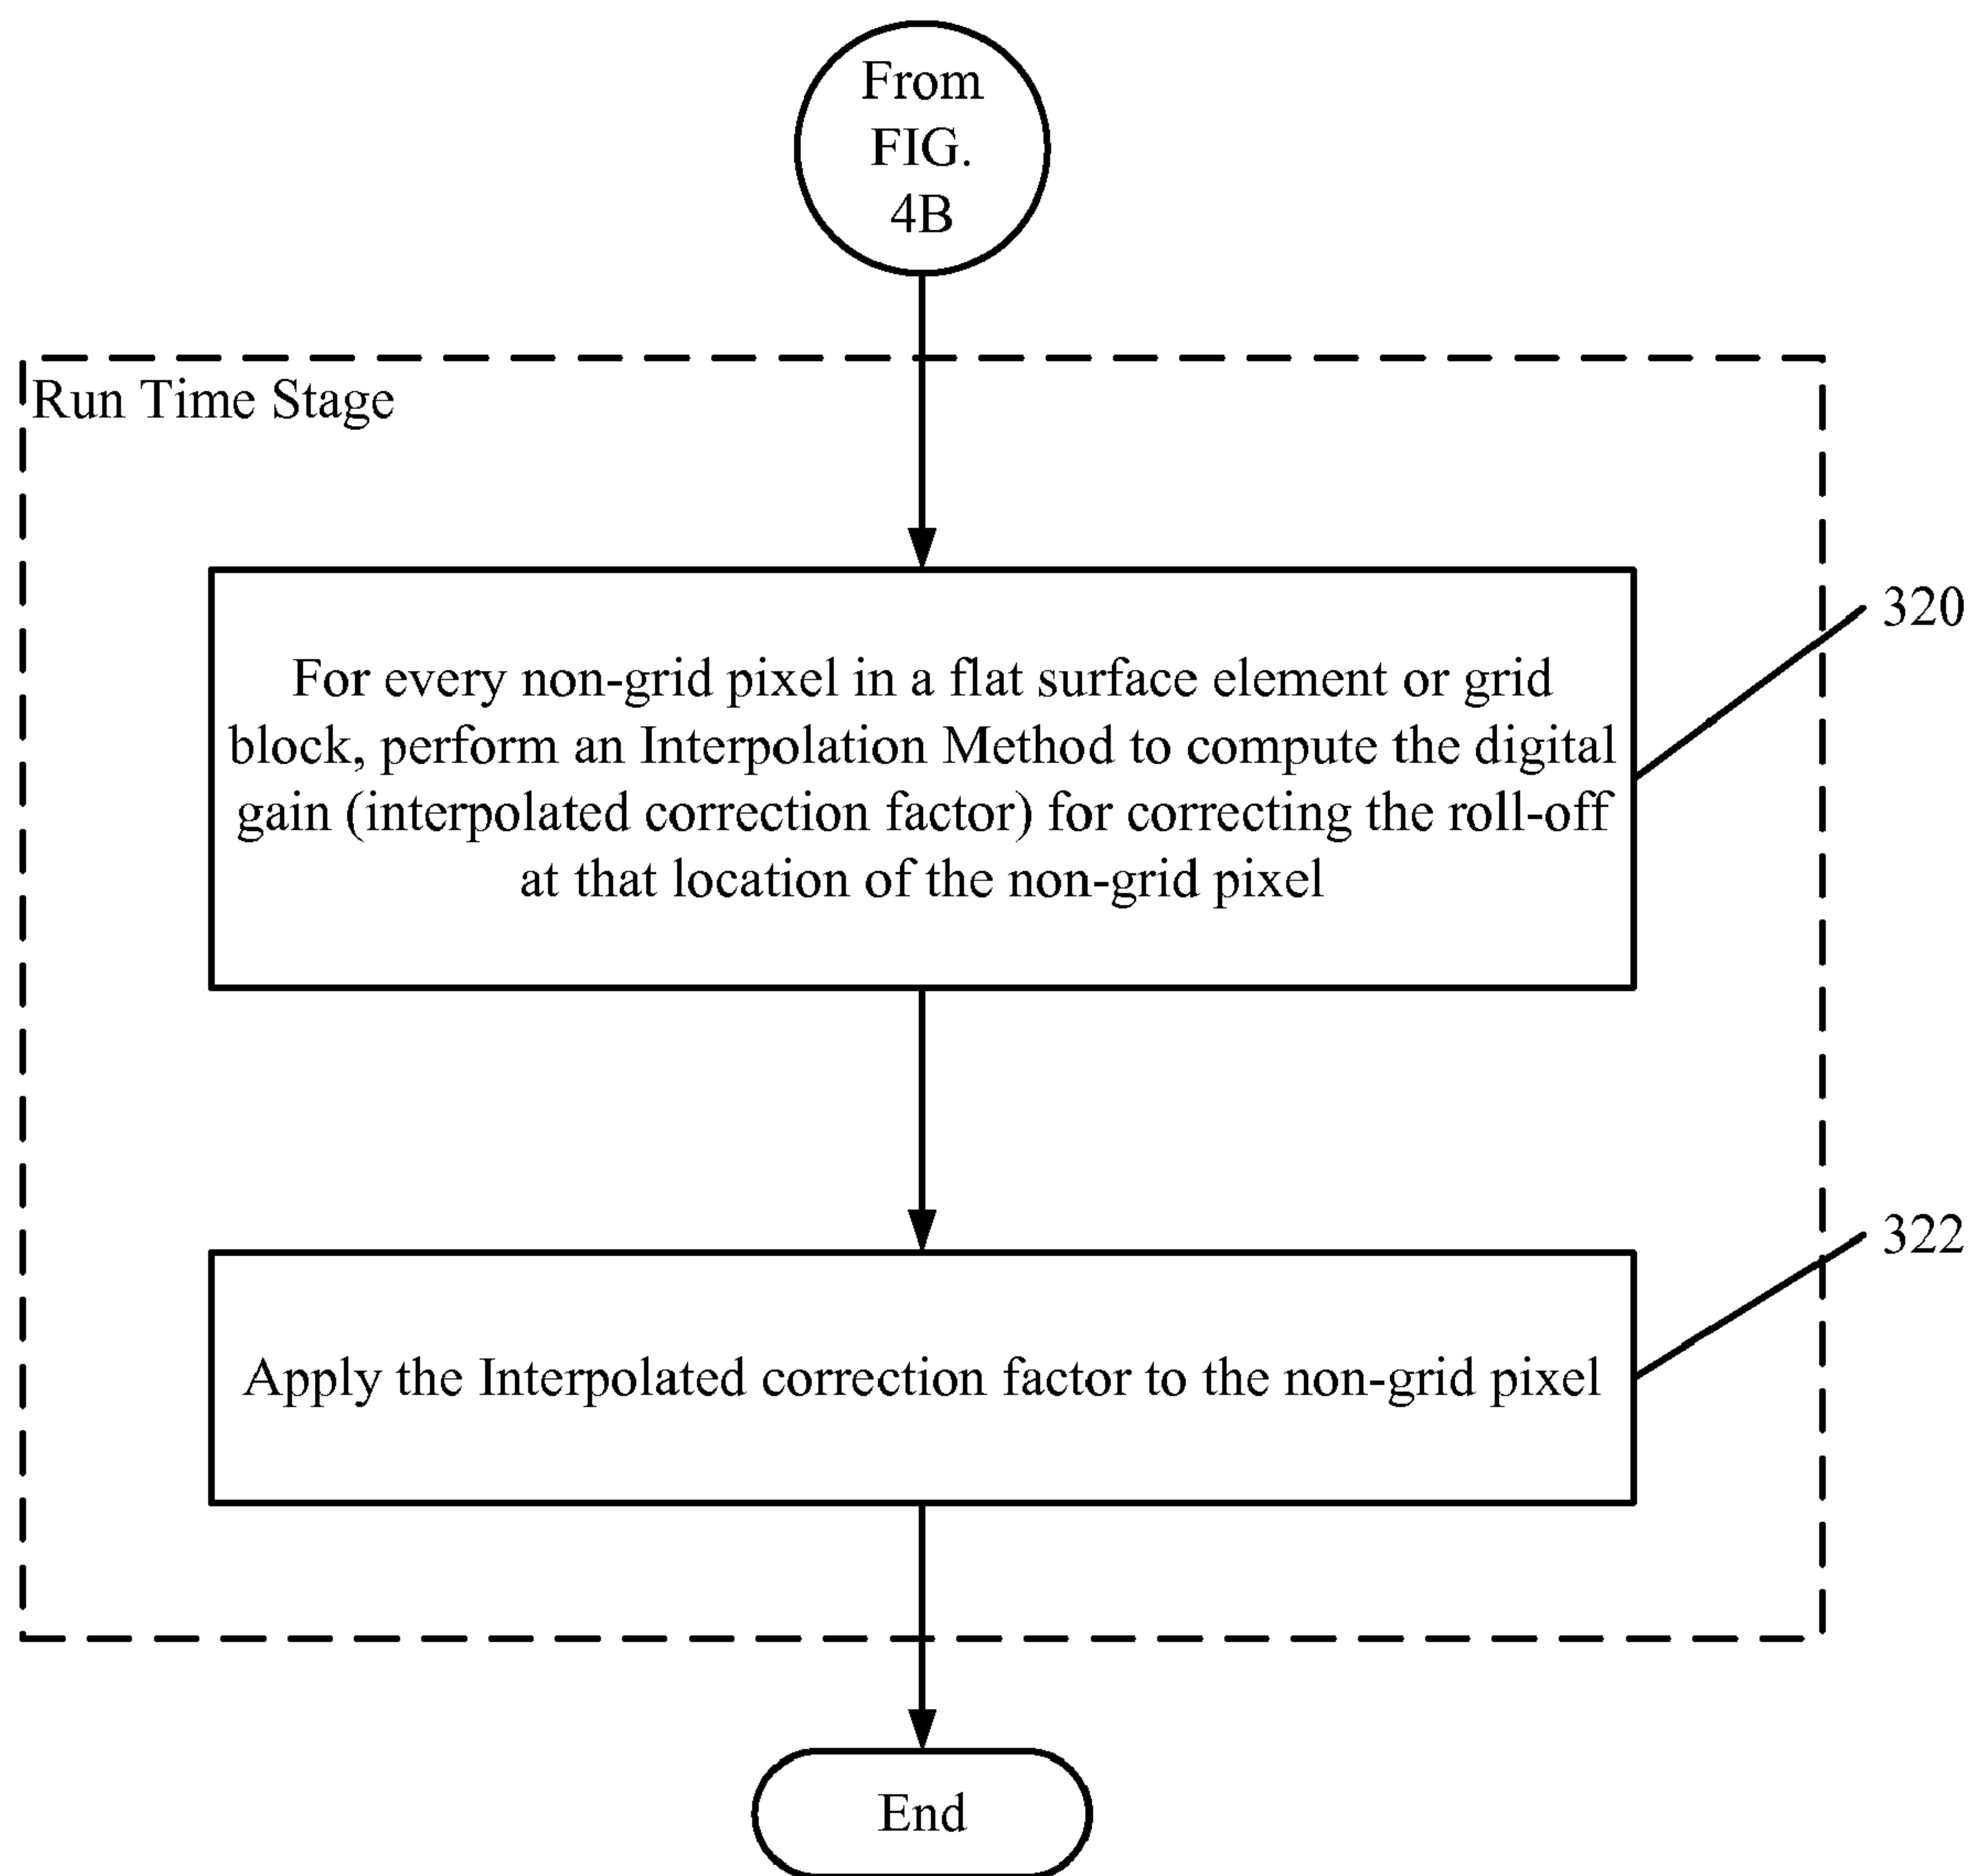 From
FIG.
4B
Run Time Stage
320
For every non-grid pixel in a flat surface element or grid
block, perform an Interpolation Method to compute the digital
gain (interpolated correction factor) for correcting the roll-off
at that location of the non-grid pixel
322
Apply the Interpolated correction factor to the non-grid pixel
End